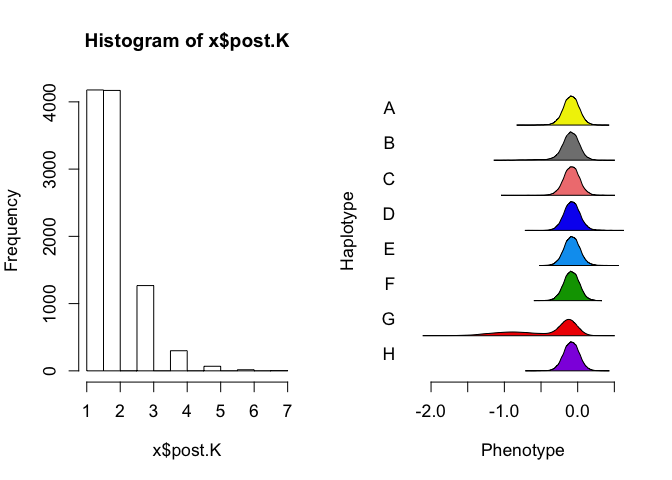 Histogram of x$post.K
Frequency
0
1000
2000
3000
4000
1 2 3 4 5 6 7
x$post.K
Haplotype
A
B
C
D
E
F
G
H
-2.0 -1.0 0.0
Phenotype